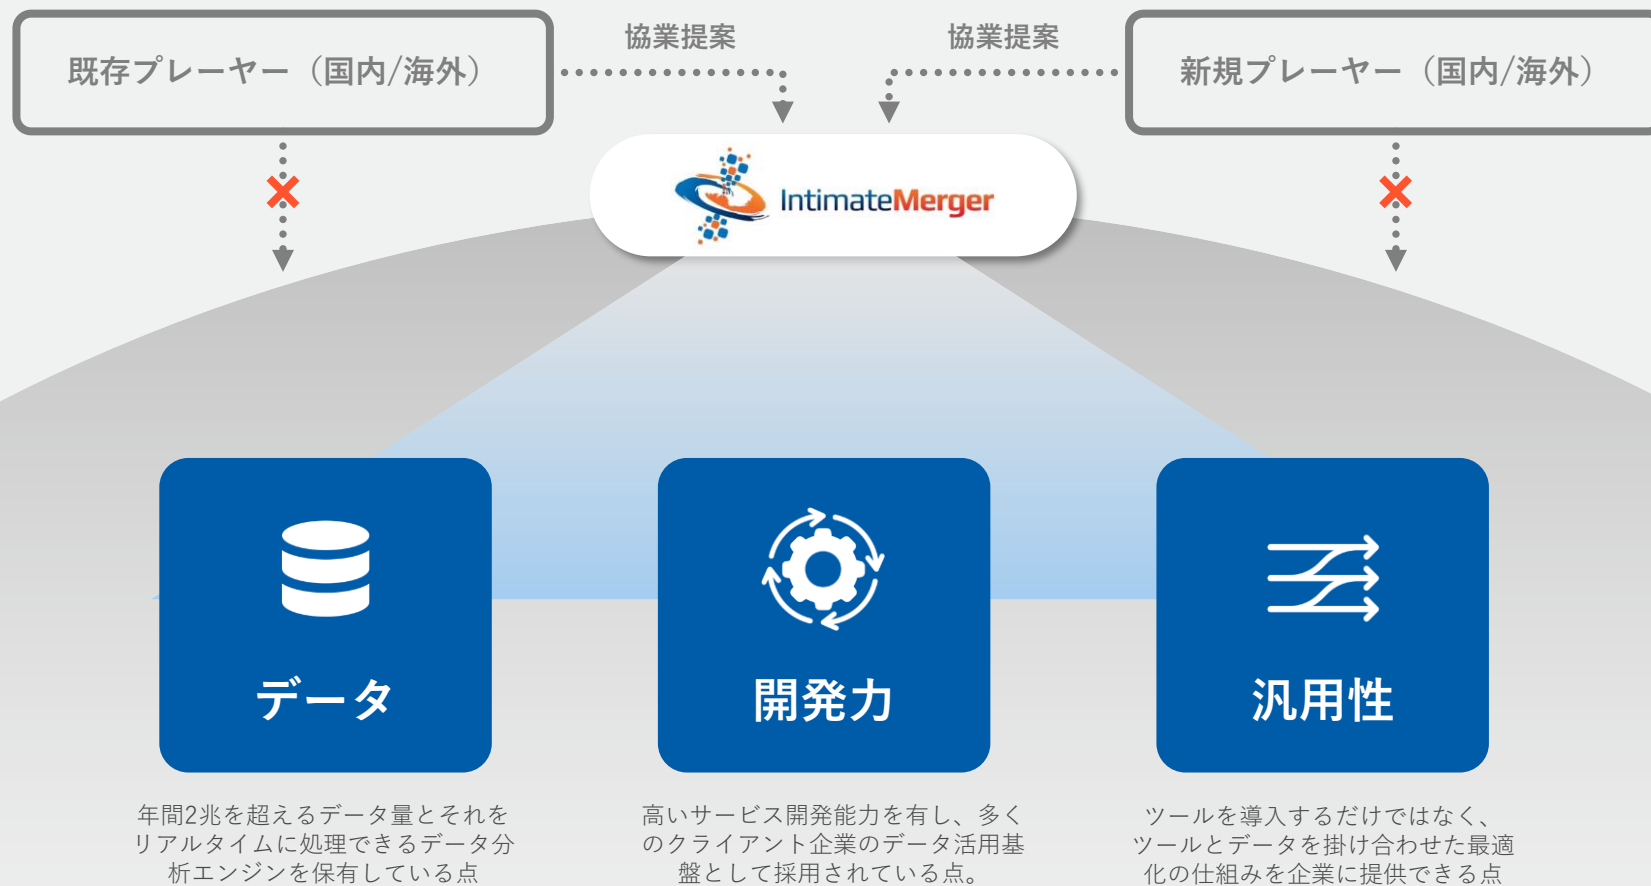 既存プレーヤー（国内/海外）
協業提案
協業提案
新規プレーヤー（国内/海外）
IntimateMerger
データ
年間2兆を超えるデータ量とそれを
リアルタイムに処理できるデータ分
析エンジンを保有している点
開発力
高いサービス開発能力を有し、多く
のクライアント企業のデータ活用基
盤として採用されている点。
汎用性
ツールを導入するだけではなく、
ツールとデータを掛け合わせた最適
化の仕組みを企業に提供できる点